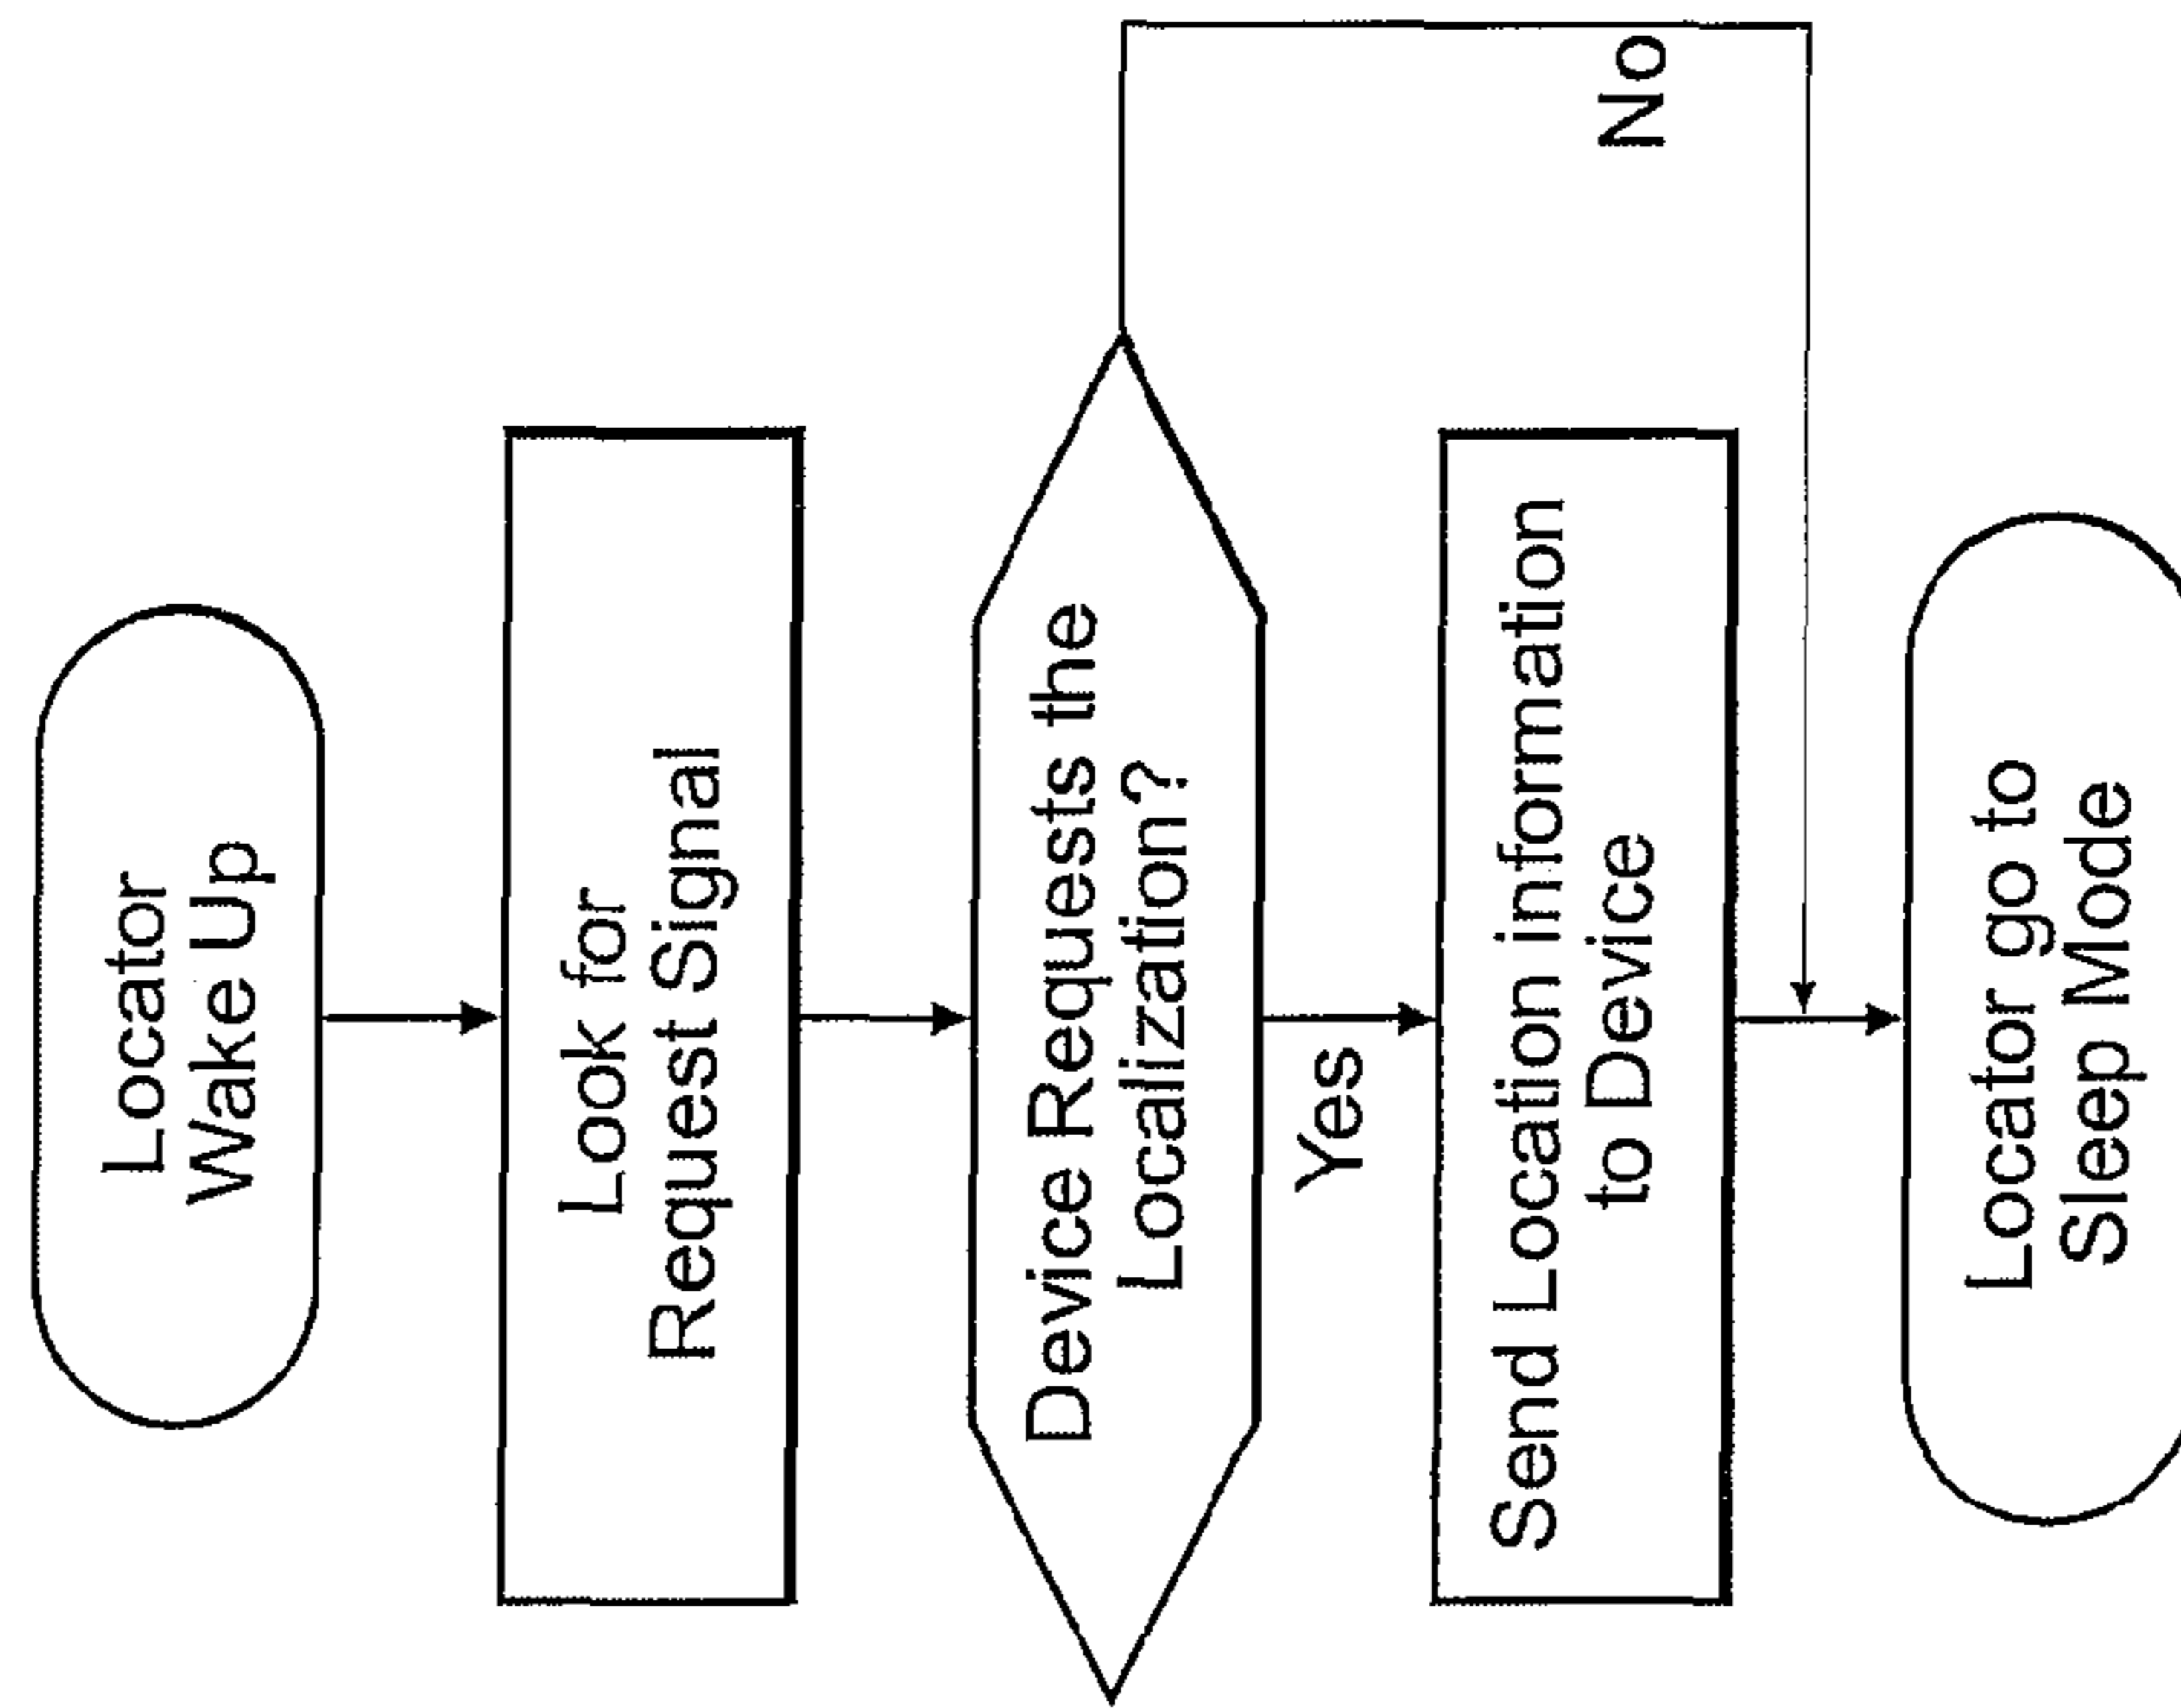 Locator
Wake Up
Look for
Request Signal
Device Requests the
Localization?
Yes
No
Send Location information
to Device
Locator go to
Sleep Mode